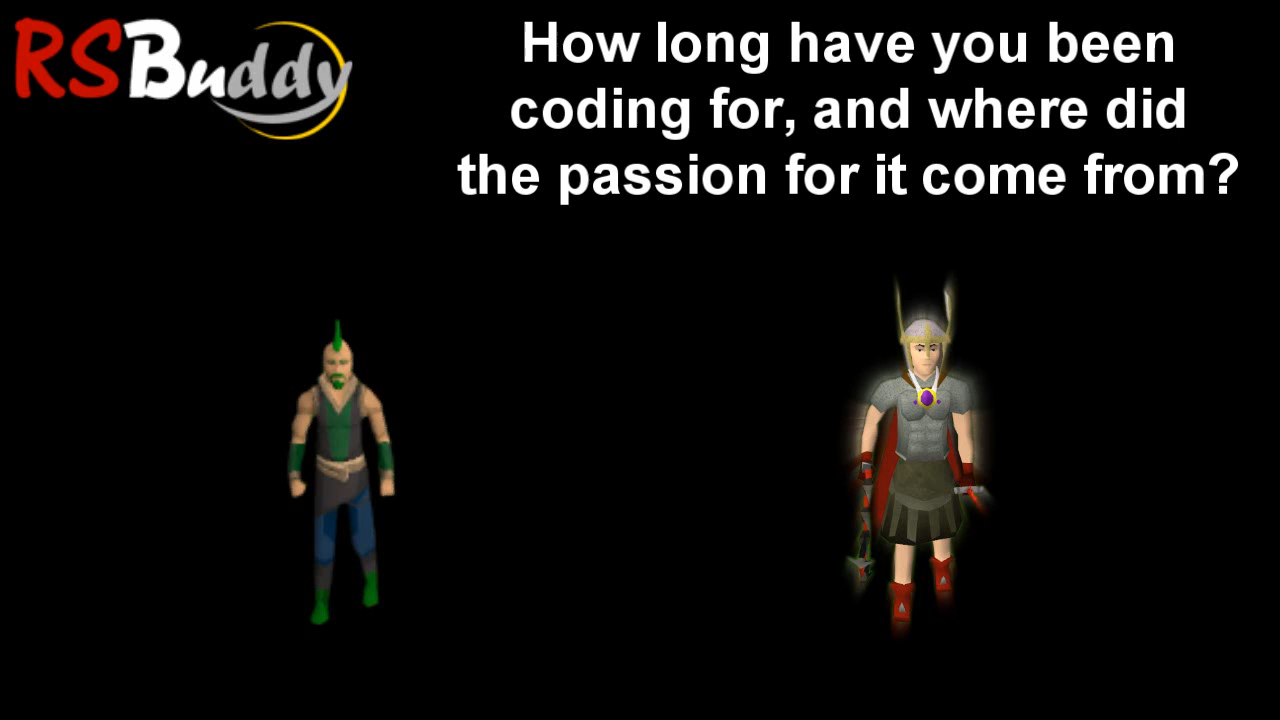 RSBuddy
How long have you been
coding for, and where did
the passion for it come from?